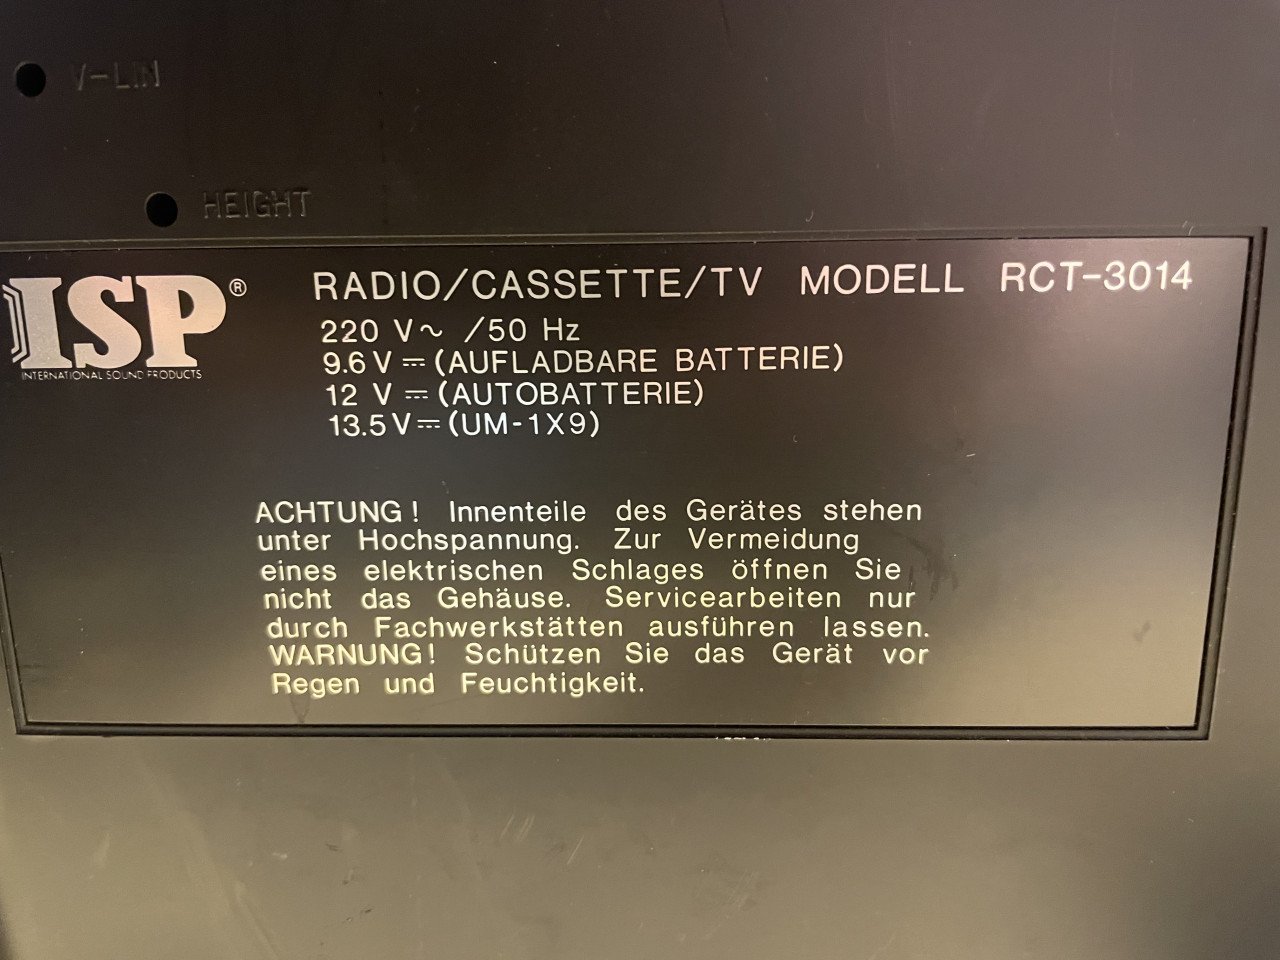 V-LIN
HEIGHT
ISP®
INTERNATIONAL SOUND PRODUCTS
RADIO/CASSETTE/TV MODELL RCT-3014
220 V~ /50 Hz
9.6 V ⎓ (AUFLADBARE BATTERIE)
12 V ⎓ (AUTOBATTERIE)
13.5 V ⎓ (UM-1X9)
ACHTUNG! Innenteile des Gerätes stehen
unter Hochspannung. Zur Vermeidung
eines elektrischen Schlages öffnen Sie
nicht das Gehäuse. Servicearbeiten nur
durch Fachwerkstätten ausführen lassen.
WARNUNG! Schützen Sie das Gerät vor
Regen und Feuchtigkeit.